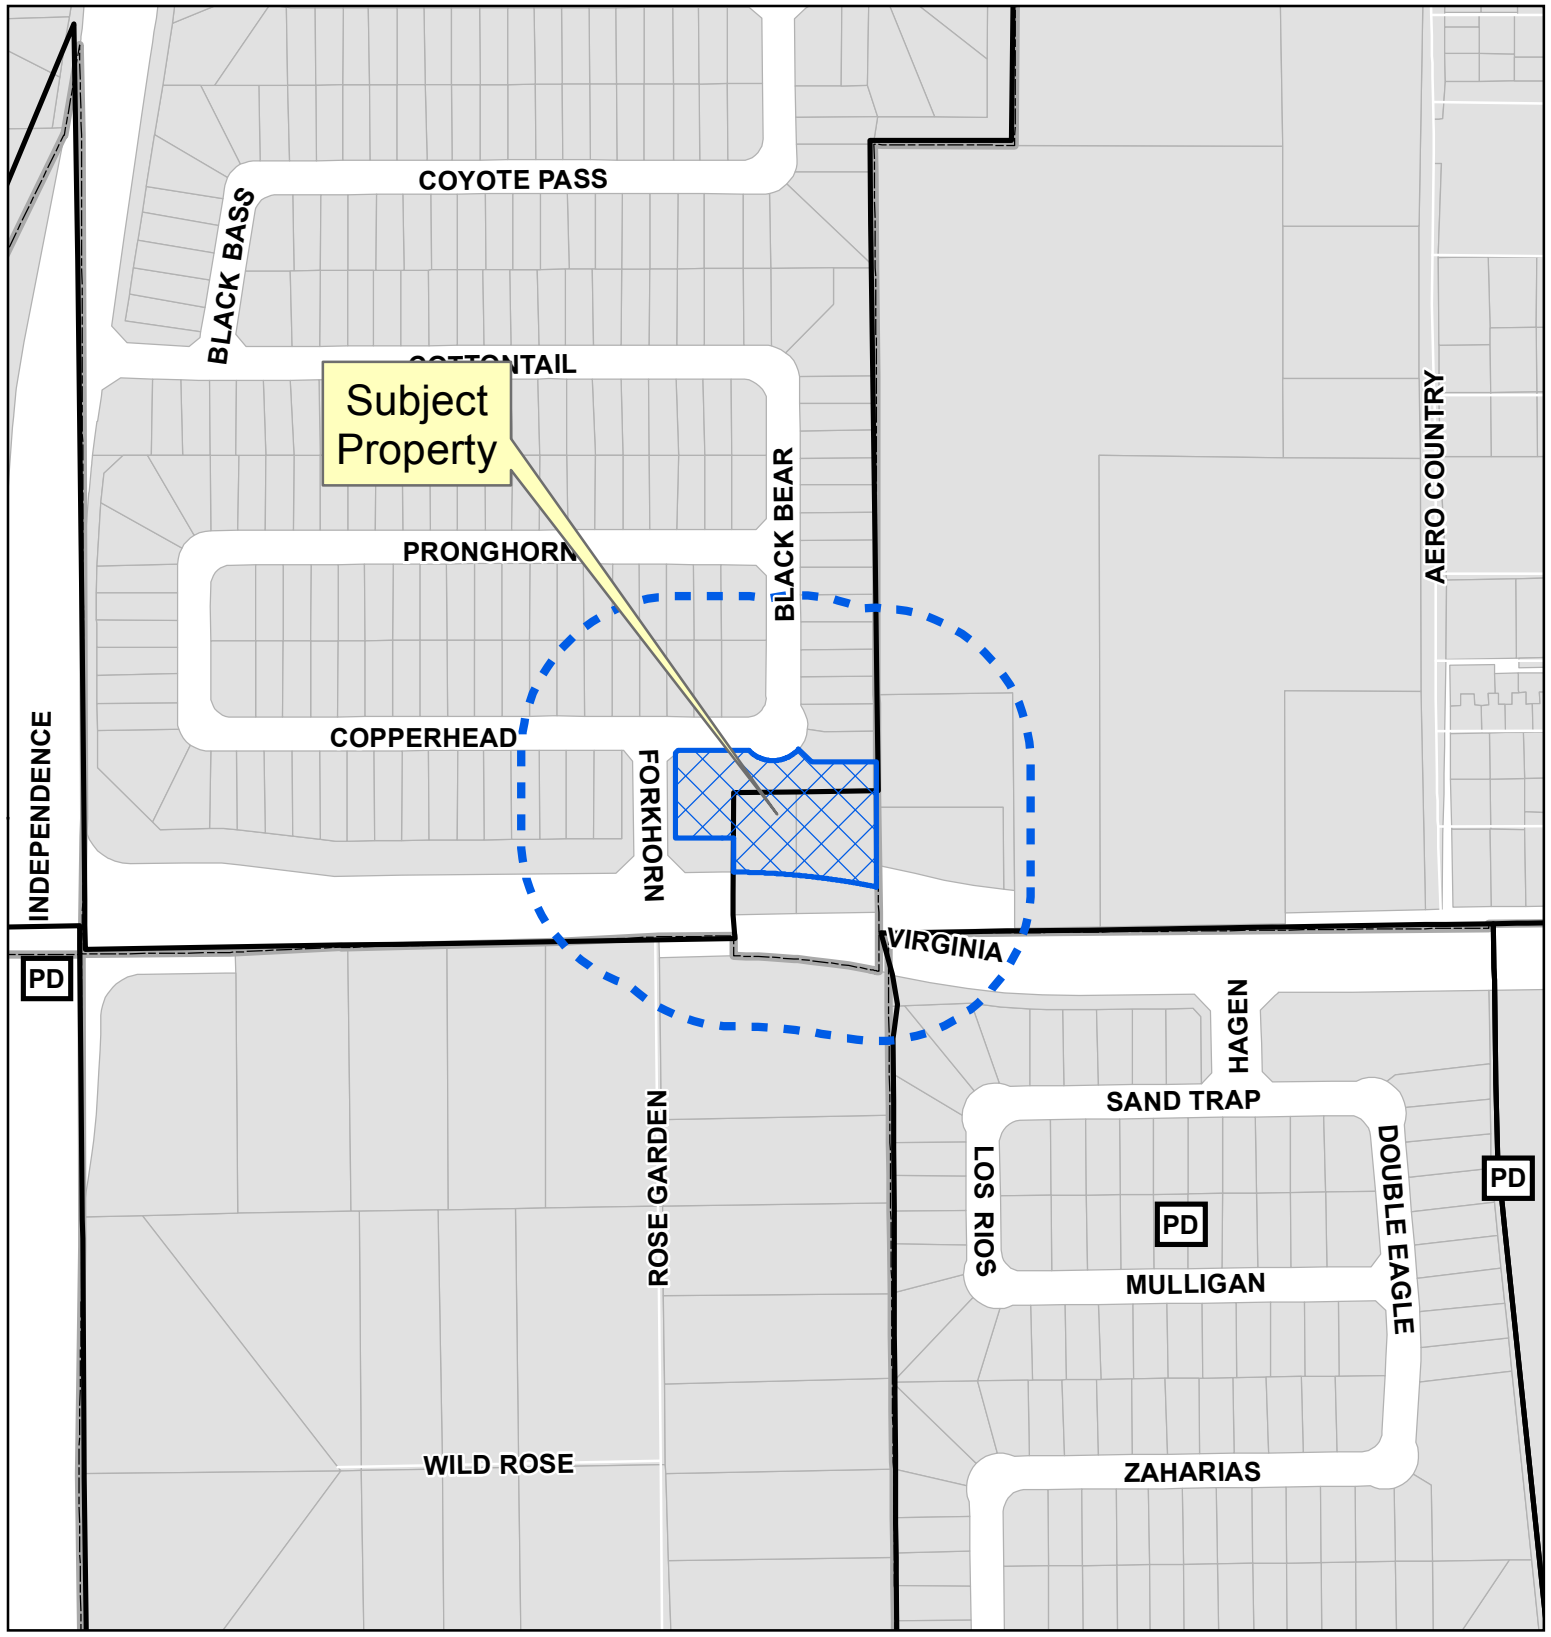 COYOTE PASS
BLACK BASS
COTTONTAIL
Subject
Property
BLACK BEAR
AERO COUNTRY
PRONGHORN
INDEPENDENCE
COPPERHEAD
FORKHORN
VIRGINIA
PD
HAGEN
ROSE GARDEN
SAND TRAP
LOS RIOS
DOUBLE EAGLE
PD
PD
MULLIGAN
WILD ROSE
ZAHARIAS